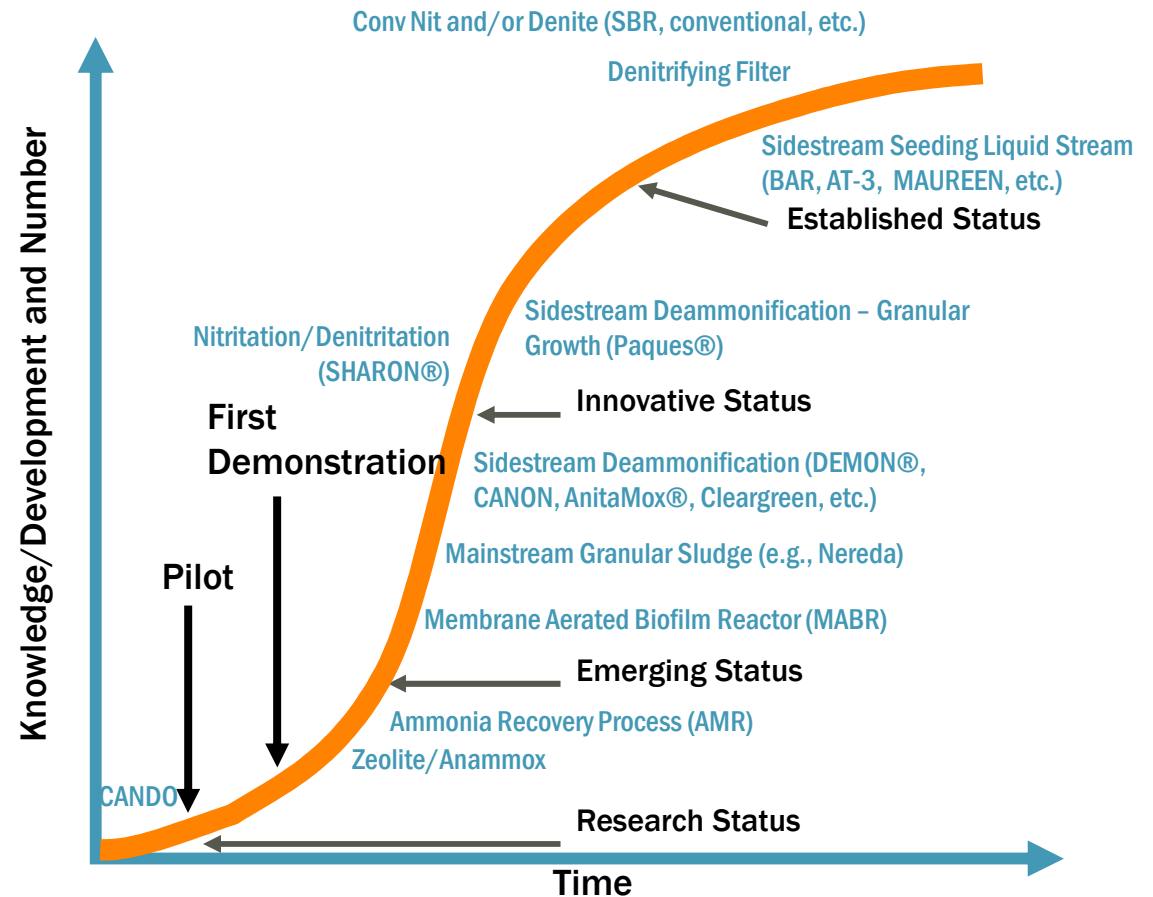 Conv Nit and/or Denite (SBR, conventional, etc.)
Denitrifying Filter
Sidestream Seeding Liquid Stream
(BAR, AT-3, MAUREEN, etc.)
Established Status
Sidestream Deammonification – Granular
Growth (Paques®)
Nitritation/Denitritation
(SHARON®)
Innovative Status
First
Demonstration
Sidestream Deammonification (DEMON®,
CANON, AnitaMox®, Cleargreen, etc.)
Mainstream Granular Sludge (e.g., Nereda)
Pilot
Membrane Aerated Biofilm Reactor (MABR)
Emerging Status
Ammonia Recovery Process (AMR)
Zeolite/Anammox
CANDO
Research Status
Time
Knowledge/Development and Number